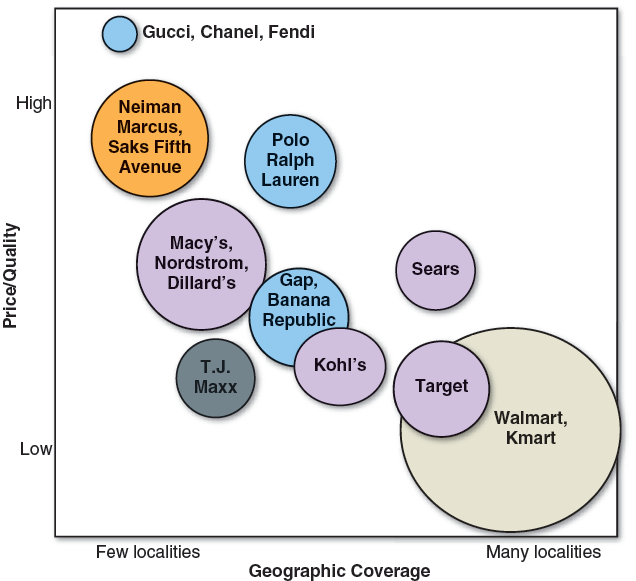 Gucci, Chanel, Fendi
High
Neiman
Marcus,
Saks Fifth
Avenue
Polo
Ralph
Lauren
Macy's,
Nordstrom,
Dillard's
Sears
Gap,
Banana
Republic
Price/Quality
T.J.
Maxx
Kohl's
Target
Walmart,
Kmart
Low
Few localities
Many localities
Geographic Coverage